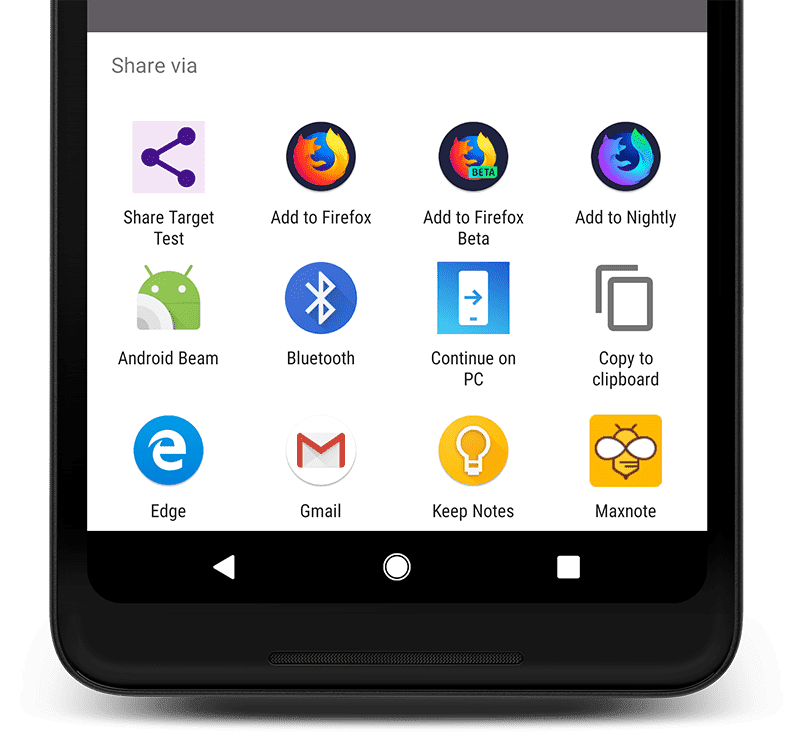 Share via
Share Target
Test
Add to Firefox
BETA
Add to Firefox
Beta
Add to Nightly
Android Beam
Bluetooth
Continue on
PC
Copy to
clipboard
Edge
Gmail
Keep Notes
Maxnote